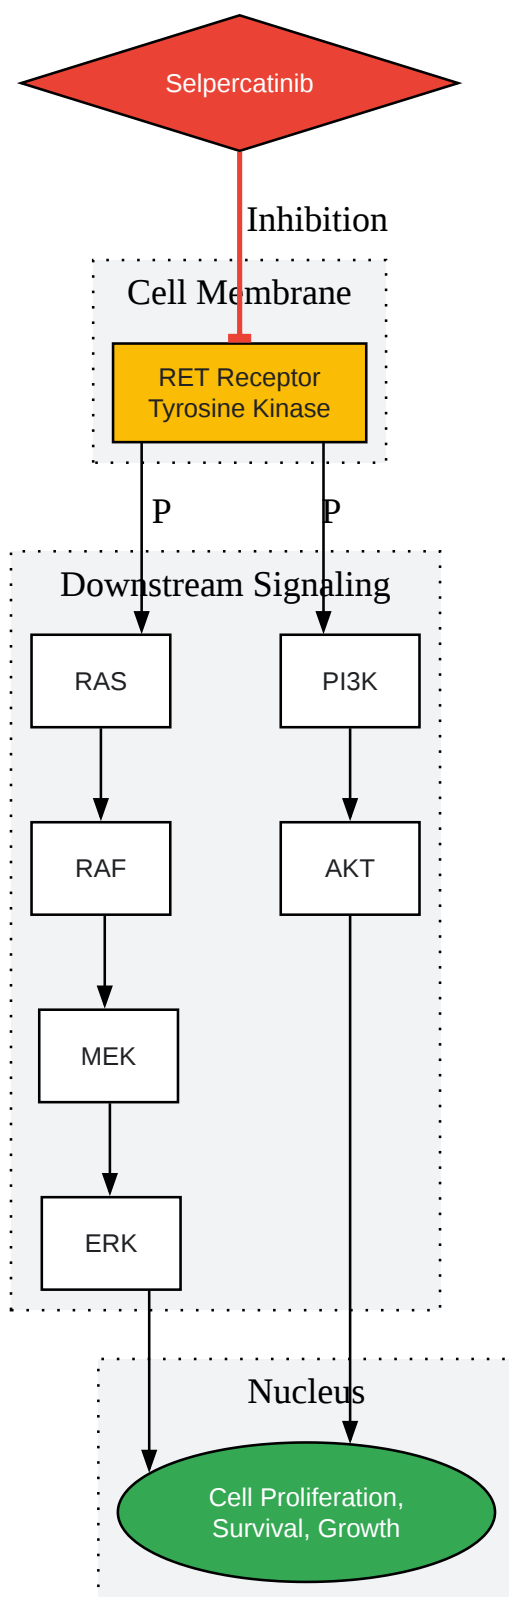 Selpercatinib
Inhibition
Cell Membrane
RET Receptor
Tyrosine Kinase
P
P
Downstream Signaling
RAS
PI3K
RAF
AKT
MEK
ERK
Nucleus
Cell Proliferation,
Survival, Growth